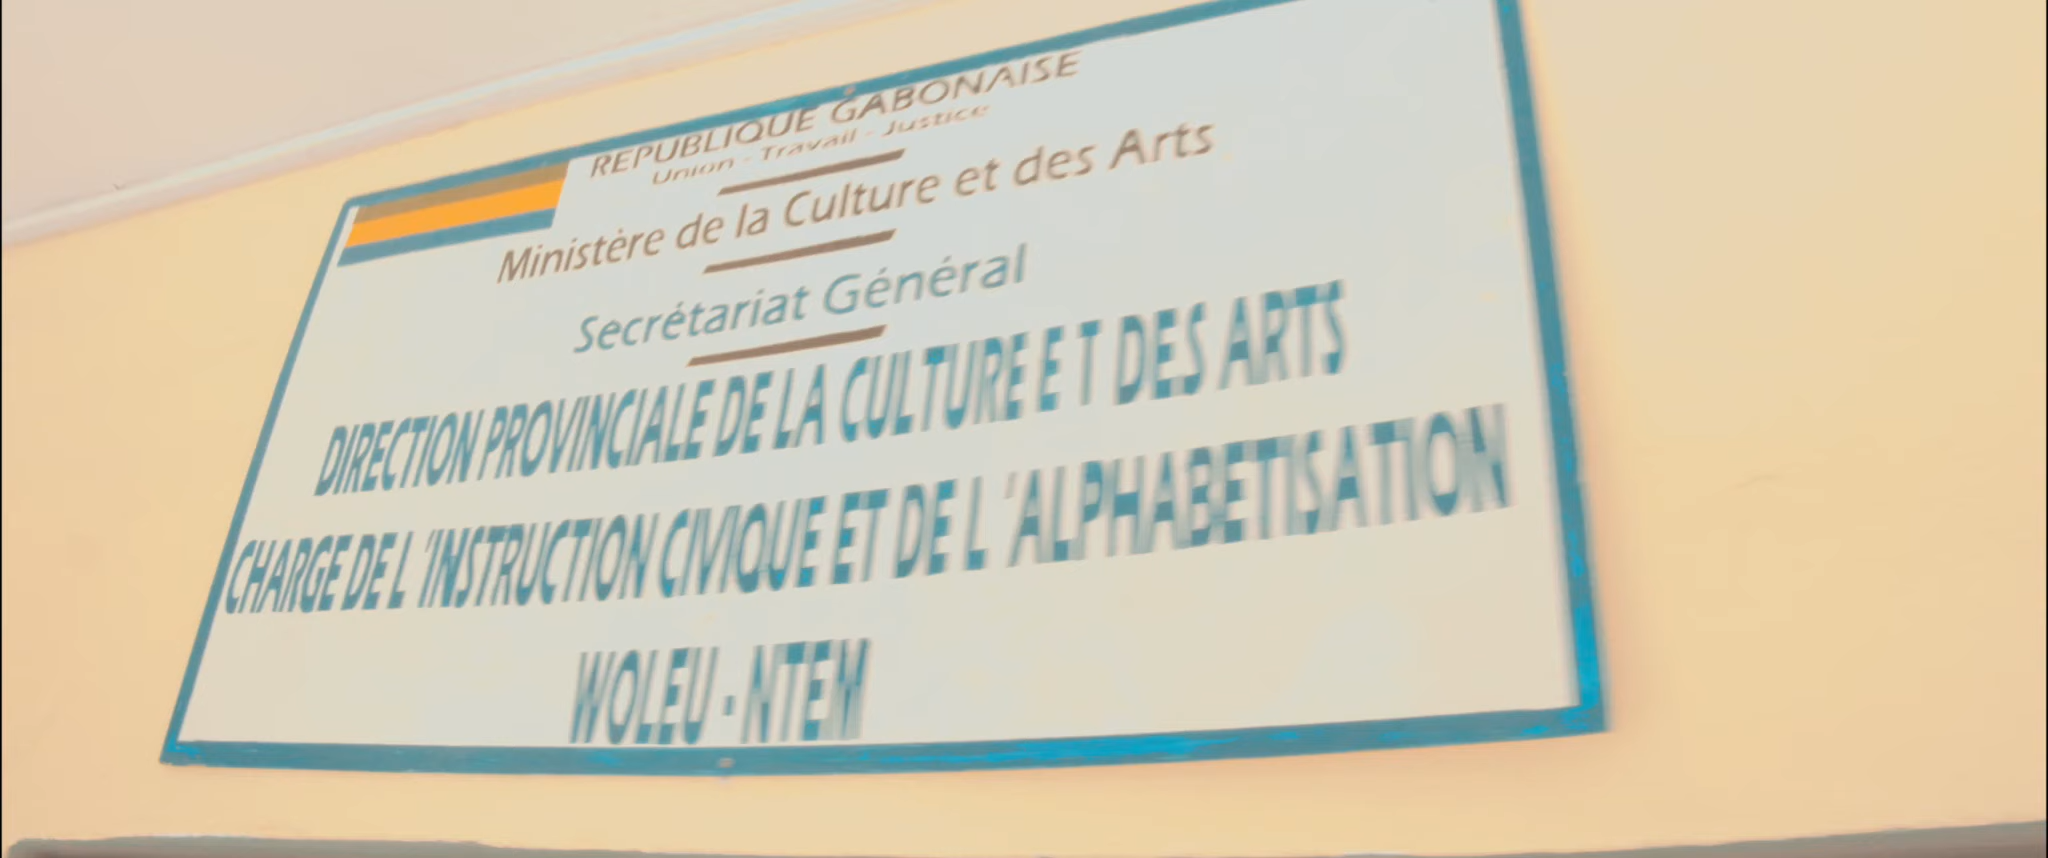 REPUBLIQUE GABONAISE
Union - Travail - Justice
Ministère de la Culture et des Arts
Secrétariat Général
DIRECTION PROVINCIALE DE LA CULTURE E T DES ARTS
CHARGE DE L 'INSTRUCTION CIVIQUE ET DE L 'ALPHABETISATION
WOLEU - NTEM